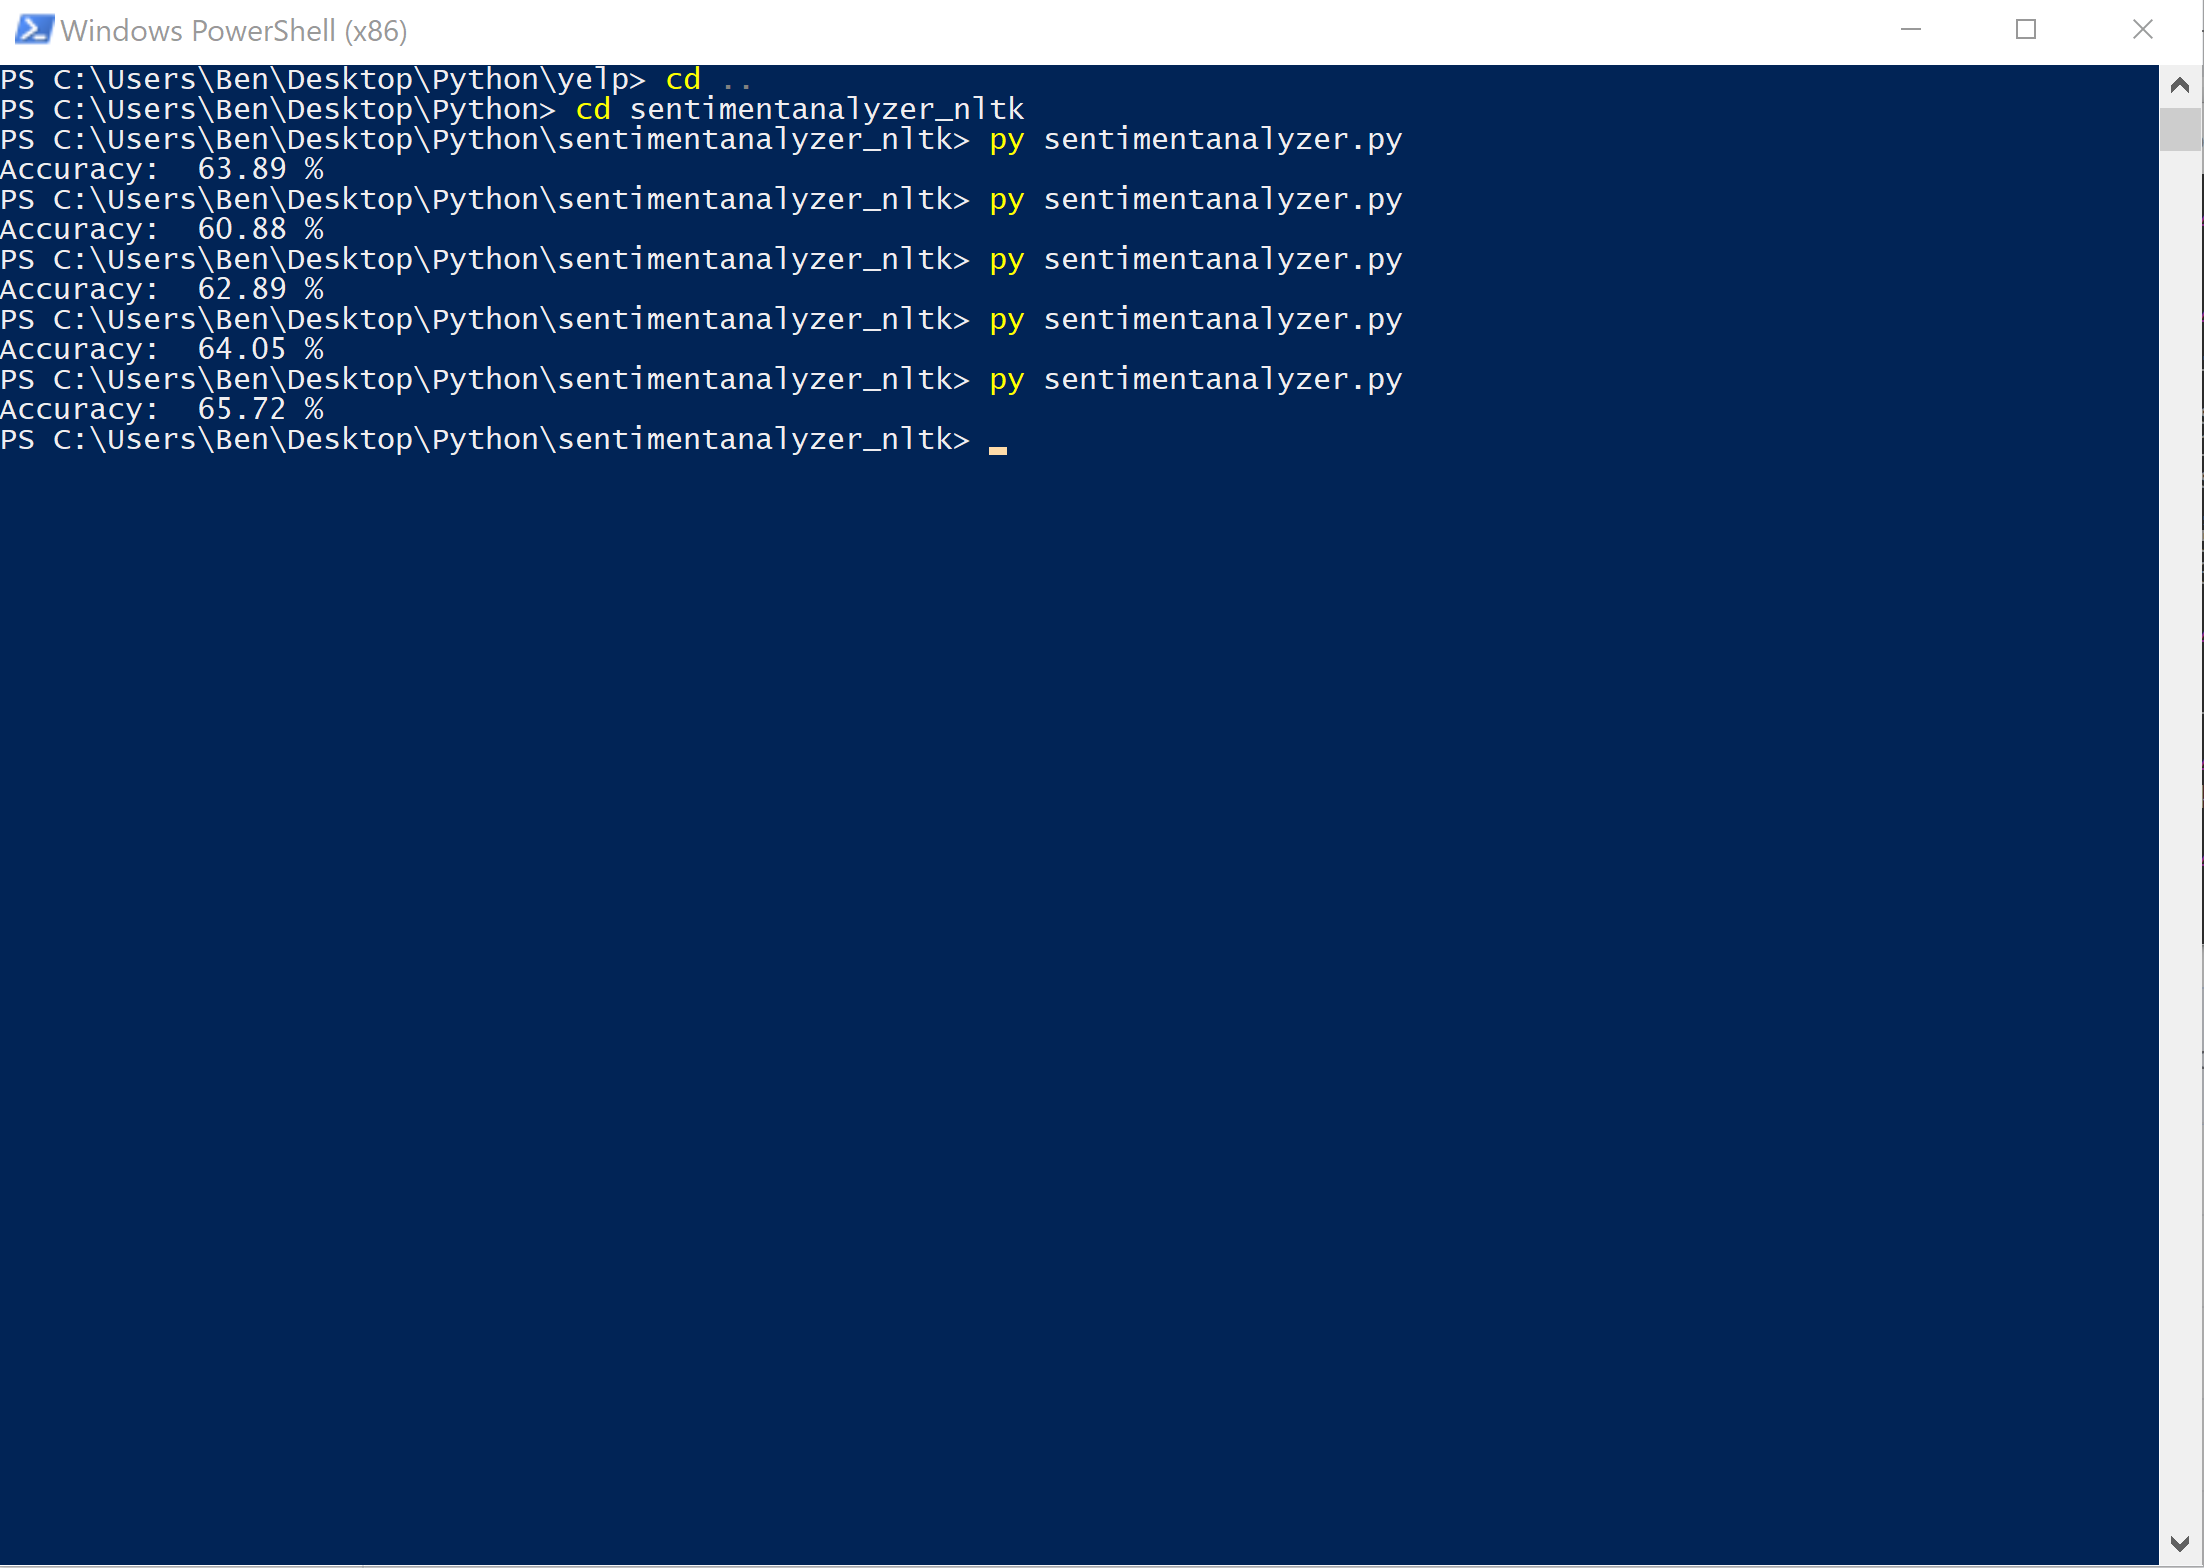 Windows PowerShell (x86)
PS C:\Users\Ben\Desktop\Python\yelp> cd ..
PS C:\Users\Ben\Desktop\Python> cd sentimentanalyzer_nltk
PS C:\Users\Ben\Desktop\Python\sentimentanalyzer_nltk> py sentimentanalyzer.py
Accuracy:  63.89 %
PS C:\Users\Ben\Desktop\Python\sentimentanalyzer_nltk> py sentimentanalyzer.py
Accuracy:  60.88 %
PS C:\Users\Ben\Desktop\Python\sentimentanalyzer_nltk> py sentimentanalyzer.py
Accuracy:  62.89 %
PS C:\Users\Ben\Desktop\Python\sentimentanalyzer_nltk> py sentimentanalyzer.py
Accuracy:  64.05 %
PS C:\Users\Ben\Desktop\Python\sentimentanalyzer_nltk> py sentimentanalyzer.py
Accuracy:  65.72 %
PS C:\Users\Ben\Desktop\Python\sentimentanalyzer_nltk>